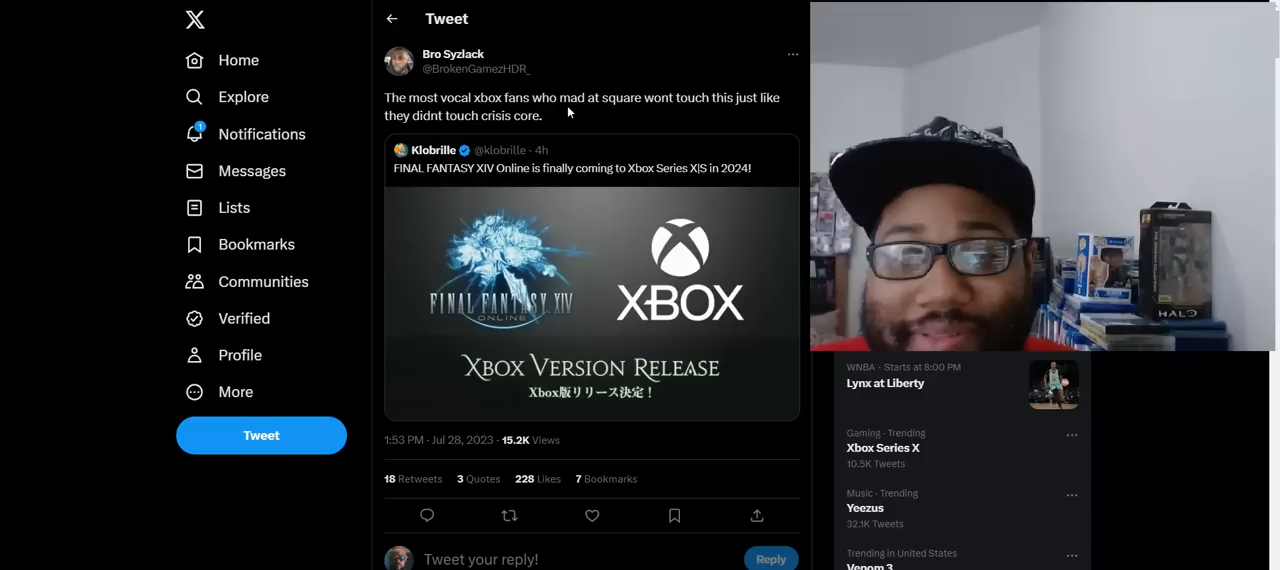 X
Home
Explore
1
Notifications
Messages
Lists
Bookmarks
Communities
Verified
Profile
More
Tweet
← Tweet
Bro Syzlack
@BrokenGamezHDR_
The most vocal xbox fans who mad at square wont touch this just like
they didnt touch crisis core.
Klobrille @klobrille · 4h
FINAL FANTASY XIV Online is finally coming to Xbox Series X|S in 2024!
FINAL FANTASY XIV
ONLINE
XBOX
XBOX VERSION RELEASE
Xbox版リリース決定！
1:53 PM · Jul 28, 2023 · 15.2K Views
18 Retweets 3 Quotes 228 Likes 7 Bookmarks
Tweet your reply!
Reply
HALO
WNBA · Starts at 8:00 PM
Lynx at Liberty
Gaming · Trending
Xbox Series X
10.5K Tweets
Music · Trending
Yeezus
32.1K Tweets
Trending in United States
Venom 3